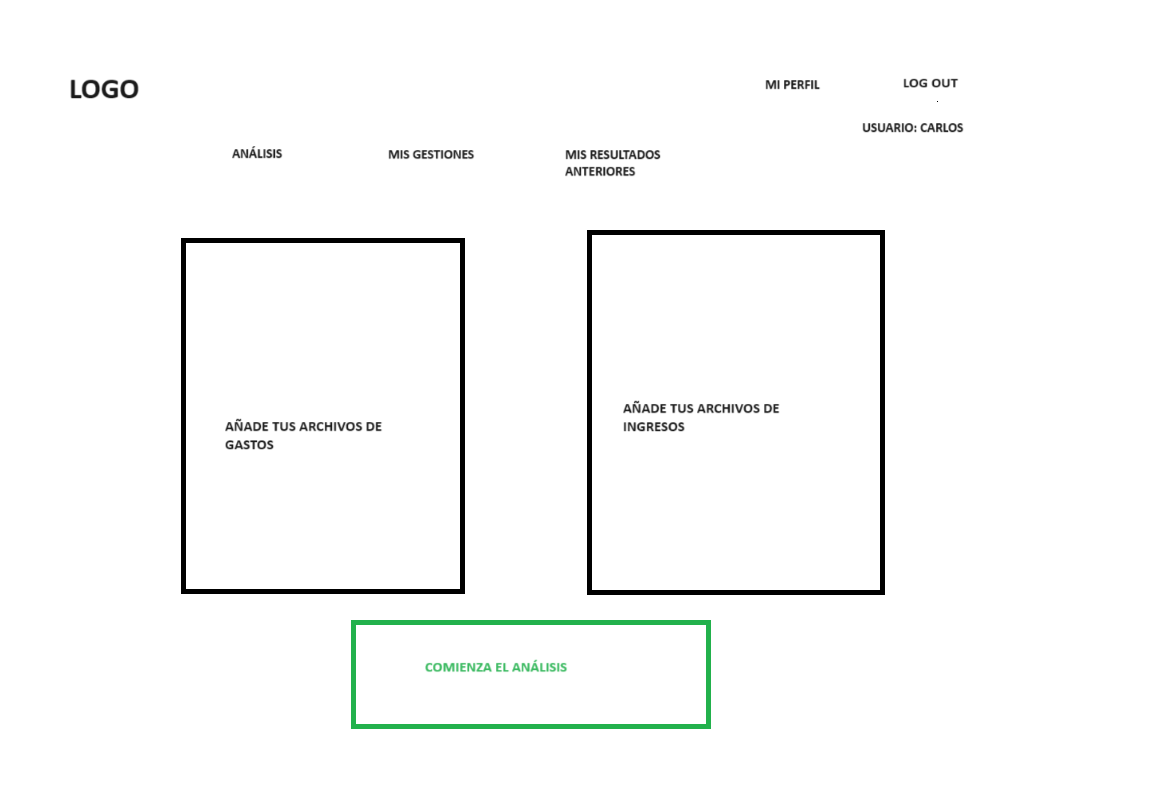 LOGO
MI PERFIL
LOG OUT
USUARIO: CARLOS
ANÁLISIS
MIS GESTIONES
MIS RESULTADOS
ANTERIORES
AÑADE TUS ARCHIVOS DE
GASTOS
AÑADE TUS ARCHIVOS DE
INGRESOS
COMIENZA EL ANÁLISIS